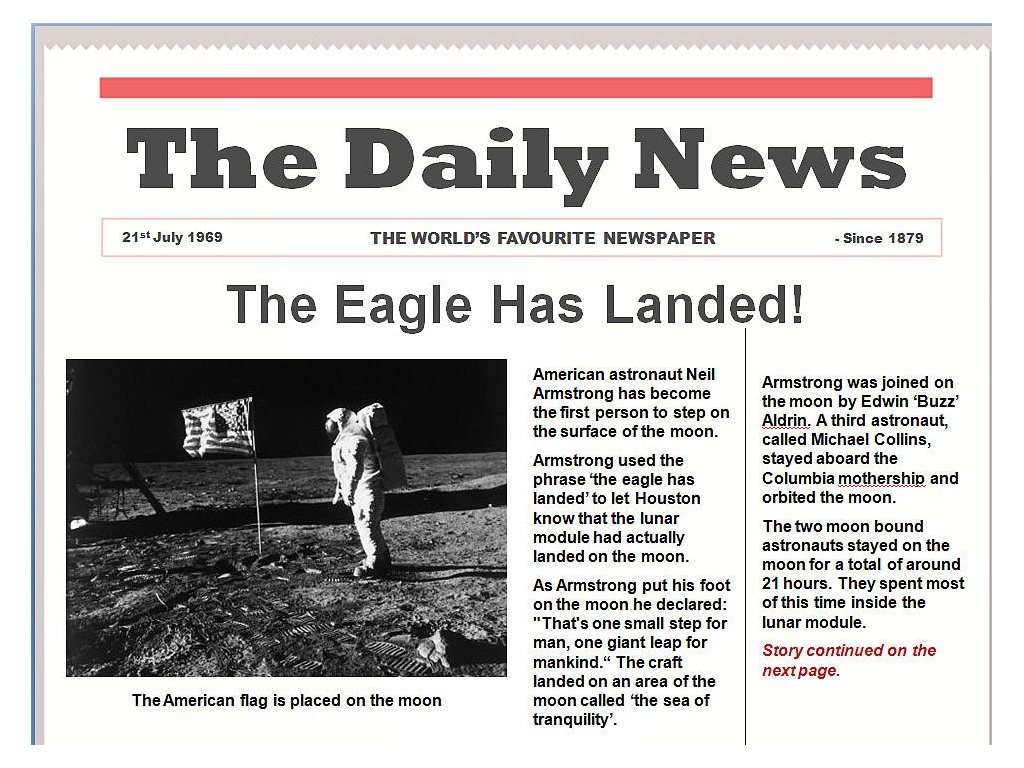 The Daily News
21st July 1969 THE WORLD'S FAVOURITE NEWSPAPER - Since 1879
The Eagle Has Landed!
The American flag is placed on the moon
American astronaut Neil
Armstrong has become
the first person to step on
the surface of the moon.
Armstrong used the
phrase ‘the eagle has
landed’ to let Houston
know that the lunar
module had actually
landed on the moon.
As Armstrong put his foot
on the moon he declared:
"That's one small step for
man, one giant leap for
mankind.“ The craft
landed on an area of the
moon called ‘the sea of
tranquility’.
Armstrong was joined on
the moon by Edwin ‘Buzz’
Aldrin. A third astronaut,
called Michael Collins,
stayed aboard the
Columbia mothership and
orbited the moon.
The two moon bound
astronauts stayed on the
moon for a total of around
21 hours. They spent most
of this time inside the
lunar module.
Story continued on the
next page.